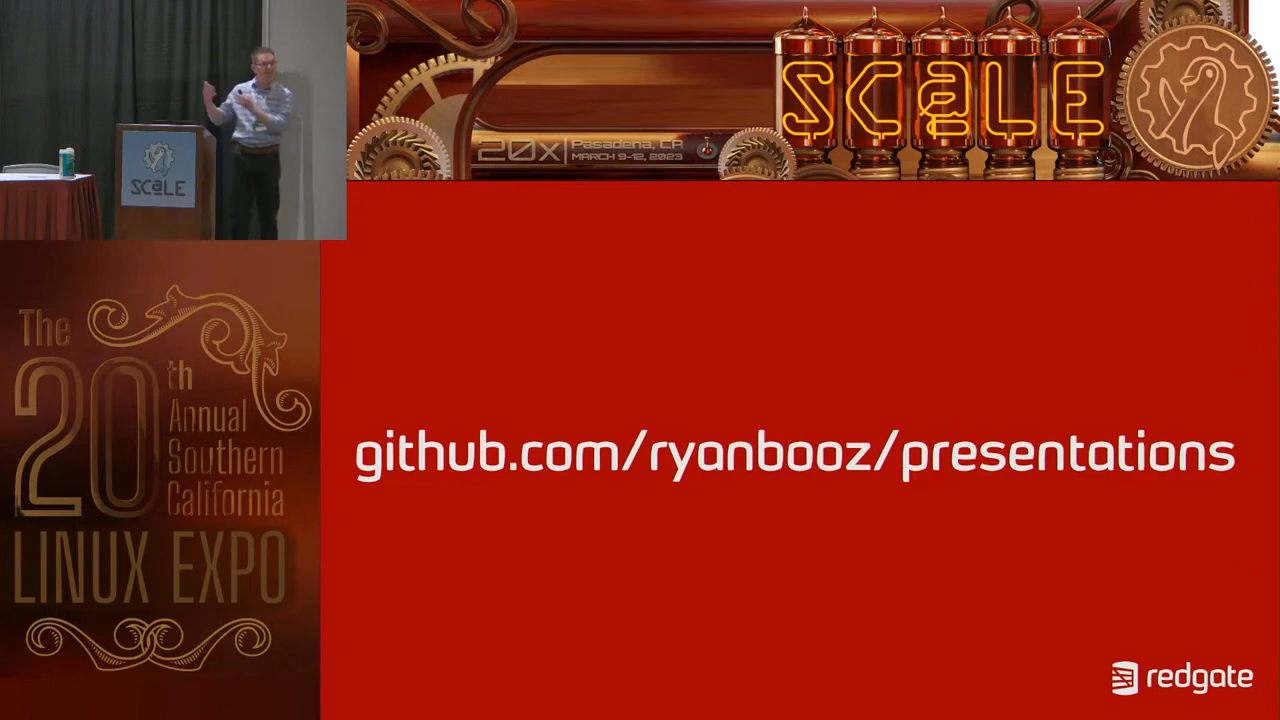 SCaLE
20x
Pasadena, CA
MARCH 9-12, 2023
SCaLE
The
20th
Annual
Southern
California
LINUX EXPO
github.com/ryanbooz/presentations
redgate